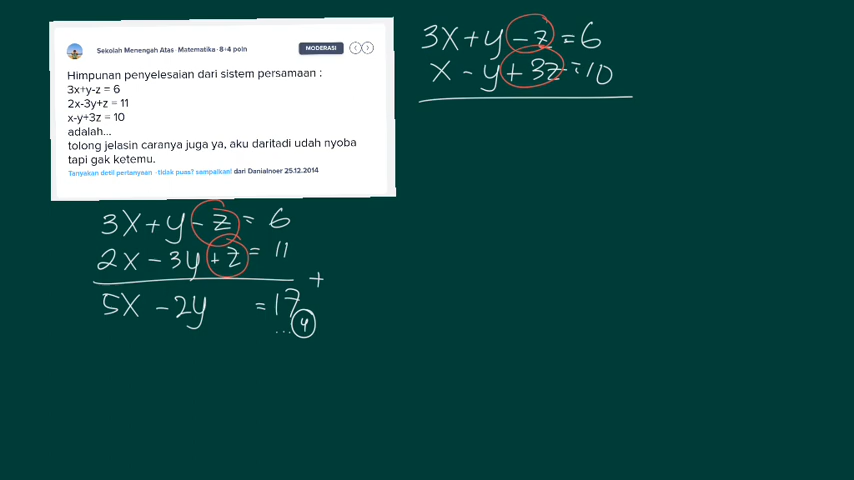 Sekolah Menengah Atas · Matematika · 8+4 poin
MODERASI
Himpunan penyelesaian dari sistem persamaan :
3x+y-z = 6
2x-3y+z = 11
x-y+3z = 10
adalah...
tolong jelasin caranya juga ya, aku daritadi udah nyoba
tapi gak ketemu.
Tanyakan detil pertanyaan · tidak puas? sampaikan! dari Danialnoer 25.12.2014
3x+y-z = 6
2x-3y+z = 11
+
5x-2y = 17
...4
3x+y-z=6
x-y+3z=10